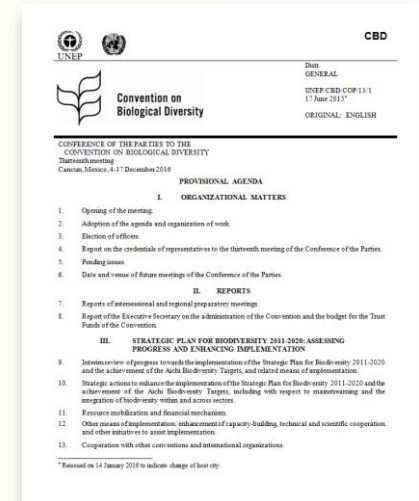 CBD
UNEP
Distr.
GENERAL
UNEP/CBD/COP/13/1
17 June 2015*
ORIGINAL: ENGLISH
Convention on
Biological Diversity
CONFERENCE OF THE PARTIES TO THE
CONVENTION ON BIOLOGICAL DIVERSITY
Thirteenth meeting
Cancun, Mexico, 4-17 December 2016
PROVISIONAL AGENDA
I. ORGANIZATIONAL MATTERS
1. Opening of the meeting.
2. Adoption of the agenda and organization of work.
3. Election of officers.
4. Report on the credentials of representatives to the thirteenth meeting of the Conference of the Parties.
5. Pending issues.
6. Date and venue of future meetings of the Conference of the Parties.
II. REPORTS
7. Reports of intersessional and regional preparatory meetings.
8. Report of the Executive Secretary on the administration of the Convention and the budget for the Trust
Funds of the Convention.
III. STRATEGIC PLAN FOR BIODIVERSITY 2011-2020: ASSESSING
PROGRESS AND ENHANCING IMPLEMENTATION
9. Interim review of progress towards the implementation of the Strategic Plan for Biodiversity 2011-2020
and the achievement of the Aichi Biodiversity Targets, and related means of implementation.
10. Strategic actions to enhance the implementation of the Strategic Plan for Biodiversity 2011-2020 and the
achievement of the Aichi Biodiversity Targets, including with respect to mainstreaming and the
integration of biodiversity within and across sectors.
11. Resource mobilization and financial mechanism.
12 Other means of implementation: enhancement of capacity-building, technical and scientific cooperation
and other initiatives to assist implementation.
13. Cooperation with other conventions and international organizations.
* Reissued on 14 January 2016 to indicate change of host city.